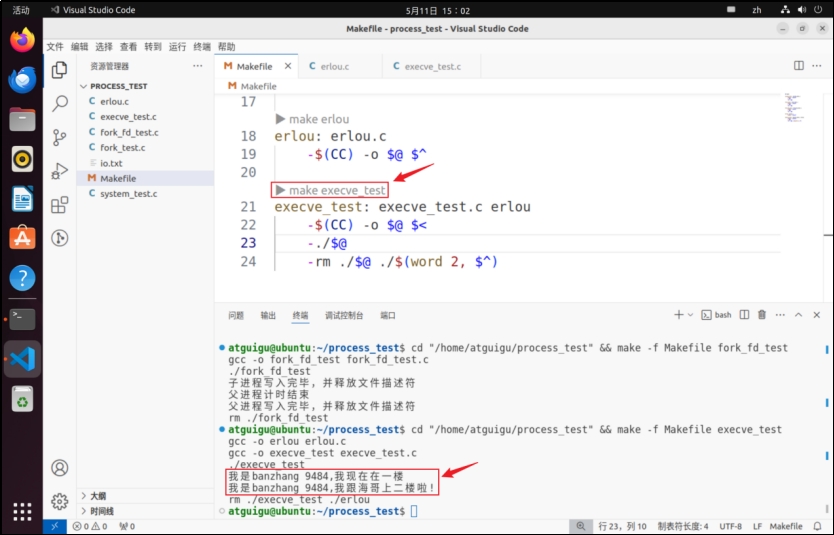 活动
Visual Studio Code
5月11日 15:02
zh
Makefile - process_test - Visual Studio Code
文件 编辑 选择 查看 转到 运行 终端 帮助
资源管理器
PROCESS_TEST
C erlou.c
C execve_test.c
C fork_fd_test.c
C fork_test.c
io.txt
M Makefile
C system_test.c
大纲
时间线
M Makefile
C erlou.c
C execve_test.c
M Makefile
17
make erlou
18 erlou: erlou.c
19 -$(CC) -o $@ $^
20
make execve_test
21 execve_test: execve_test.c erlou
22 -$(CC) -o $@ $<
23 -./$@
24 -rm ./$@ ./$(word 2, $^)
问题 输出 终端 调试控制台 端口
bash
atguigu@ubuntu:~/process_test$ cd "/home/atguigu/process_test" && make -f Makefile fork_fd_test
gcc -o fork_fd_test fork_fd_test.c
./fork_fd_test
子进程写入完毕，并释放文件描述符
父进程计时结束
父进程写入完毕，并释放文件描述符
rm ./fork_fd_test
atguigu@ubuntu:~/process_test$ cd "/home/atguigu/process_test" && make -f Makefile execve_test
gcc -o erlou erlou.c
gcc -o execve_test execve_test.c
./execve_test
我是banzhang 9484,我现在在一楼
我是banzhang 9484,我跟海哥上二楼啦!
rm ./execve_test ./erlou
atguigu@ubuntu:~/process_test$
0 0 0
行 23，列 10 制表符长度: 4 UTF-8 LF Makefile